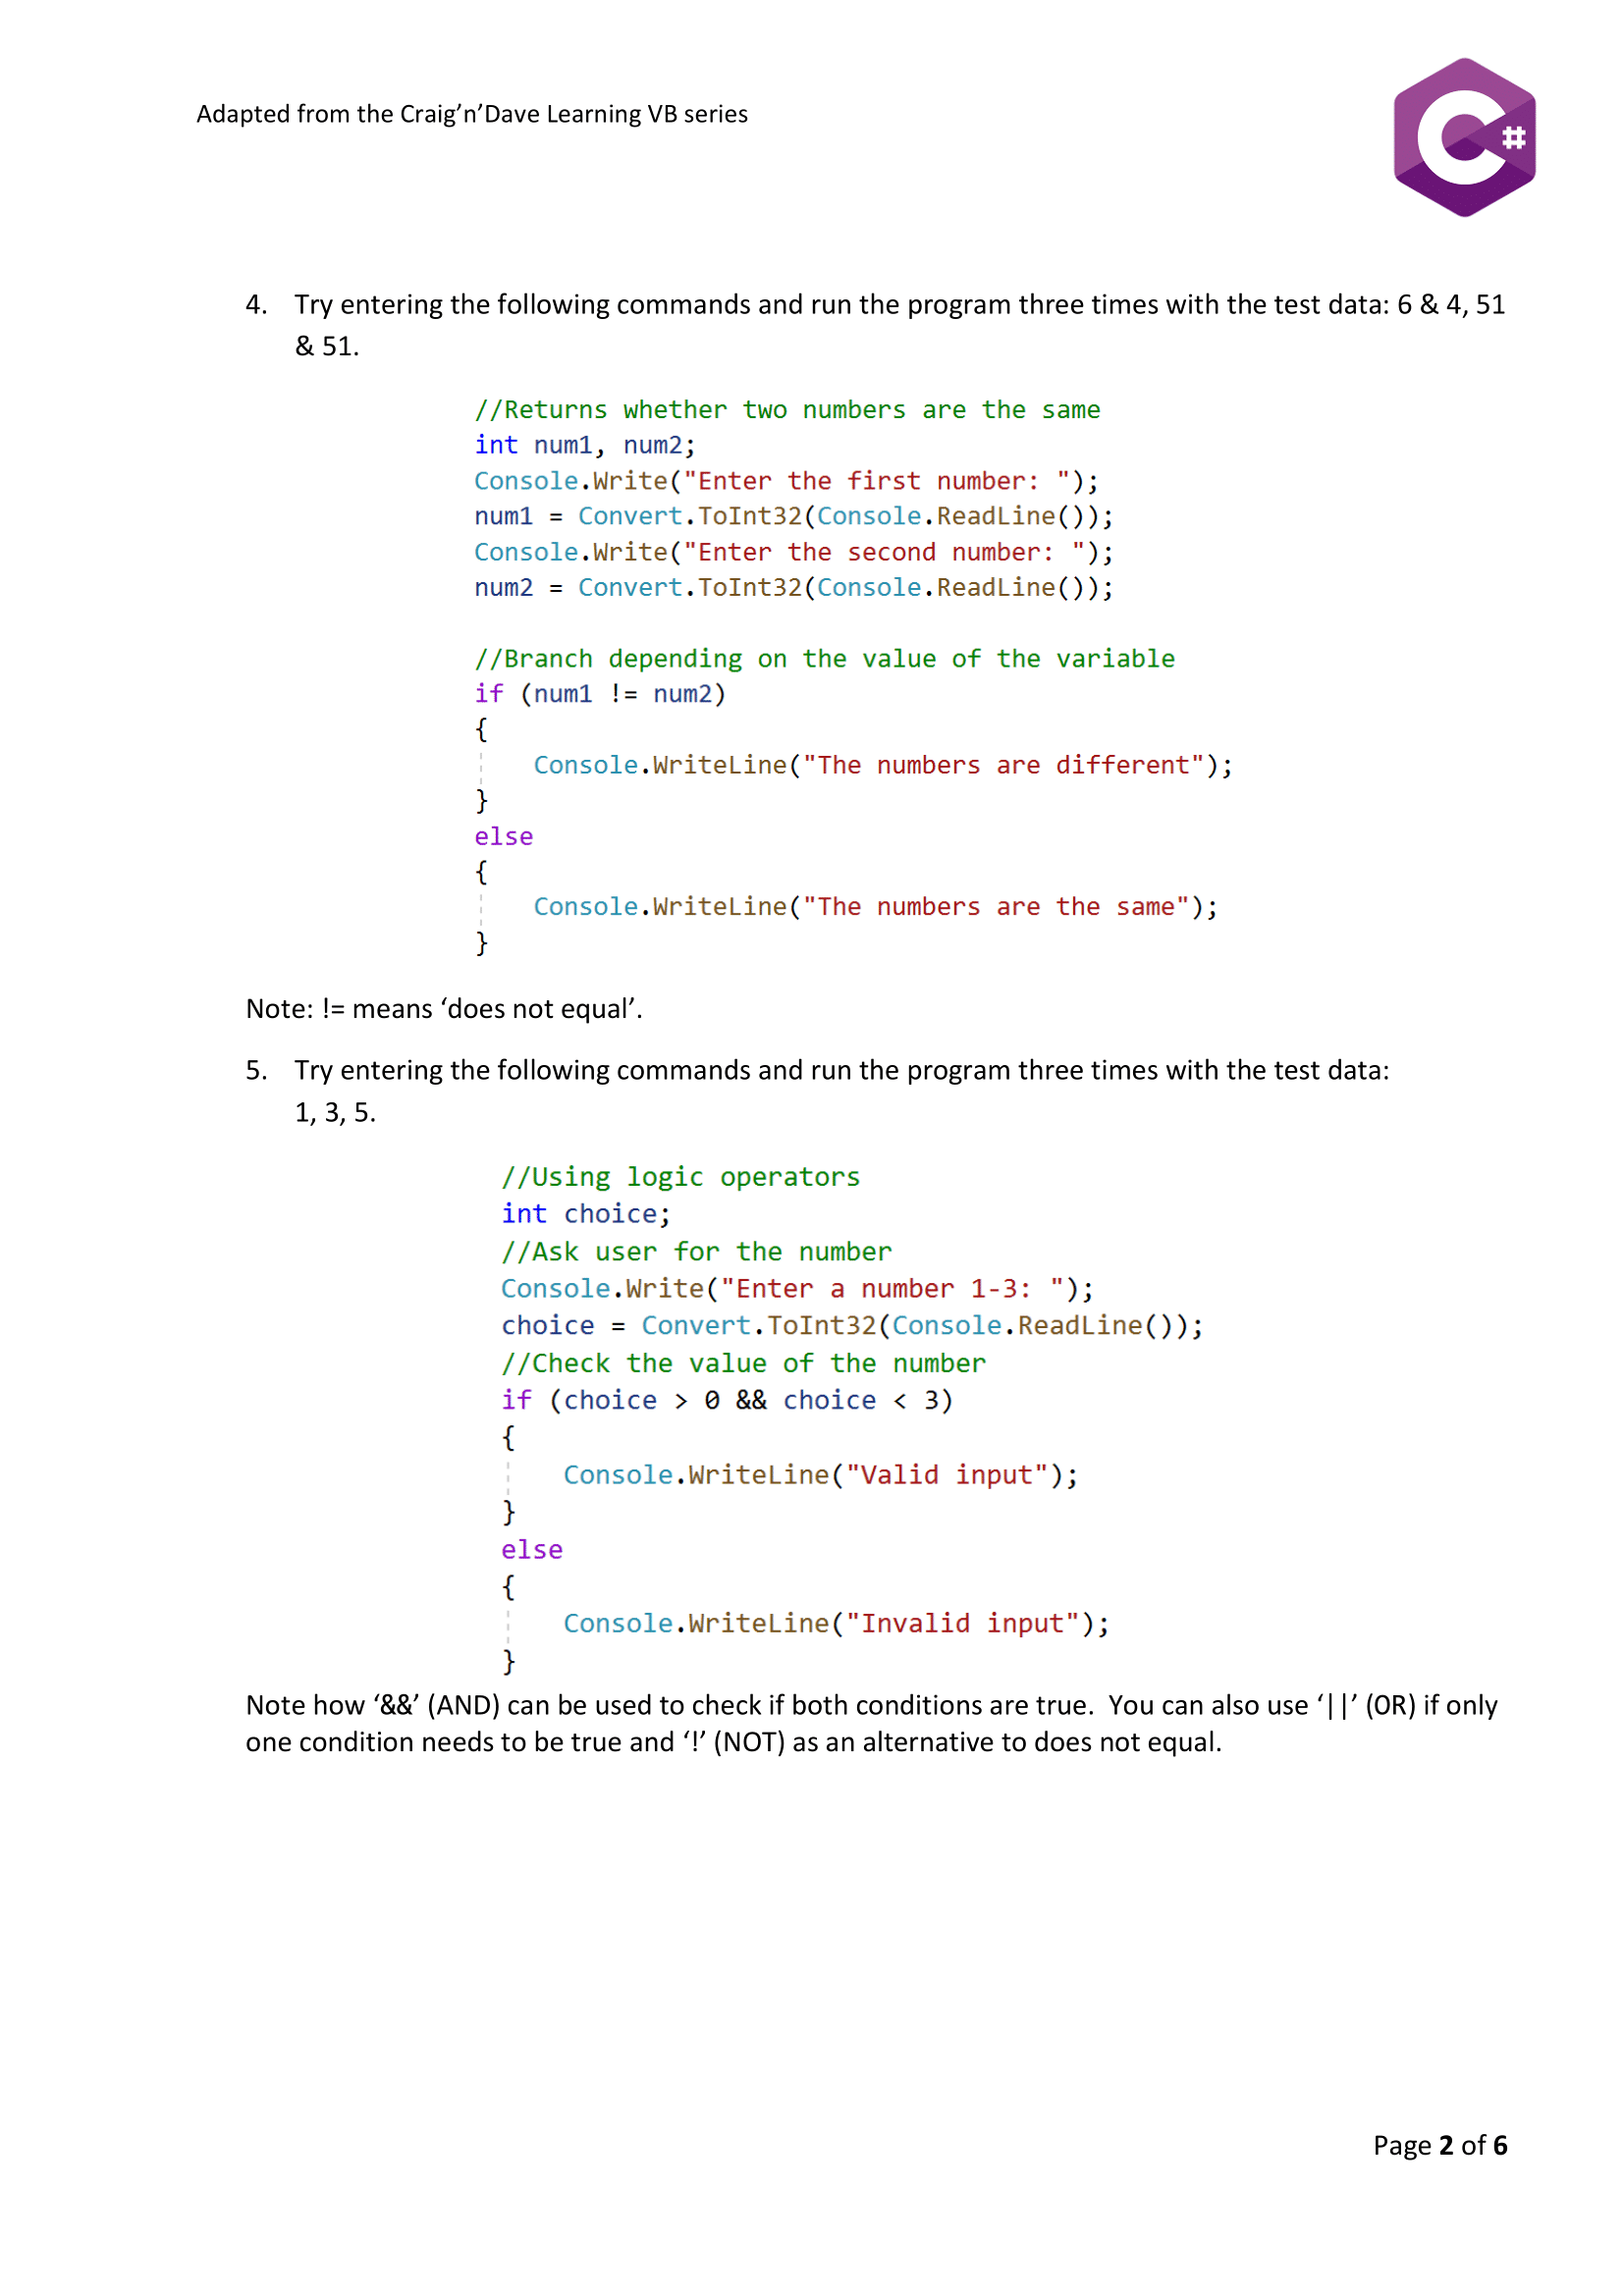 Adapted from the Craig’n’Dave Learning VB series
C#
4. Try entering the following commands and run the program three times with the test data: 6 & 4, 51
& 51.
//Returns whether two numbers are the same
int num1, num2;
Console.Write("Enter the first number: ");
num1 = Convert.ToInt32(Console.ReadLine());
Console.Write("Enter the second number: ");
num2 = Convert.ToInt32(Console.ReadLine());
//Branch depending on the value of the variable
if (num1 != num2)
{
Console.WriteLine("The numbers are different");
}
else
{
Console.WriteLine("The numbers are the same");
}
Note: != means ‘does not equal’.
5. Try entering the following commands and run the program three times with the test data:
1, 3, 5.
//Using logic operators
int choice;
//Ask user for the number
Console.Write("Enter a number 1-3: ");
choice = Convert.ToInt32(Console.ReadLine());
//Check the value of the number
if (choice > 0 && choice < 3)
{
Console.WriteLine("Valid input");
}
else
{
Console.WriteLine("Invalid input");
}
Note how ‘&&’ (AND) can be used to check if both conditions are true. You can also use ‘||’ (OR) if only
one condition needs to be true and ‘!’ (NOT) as an alternative to does not equal.
Page 2 of 6